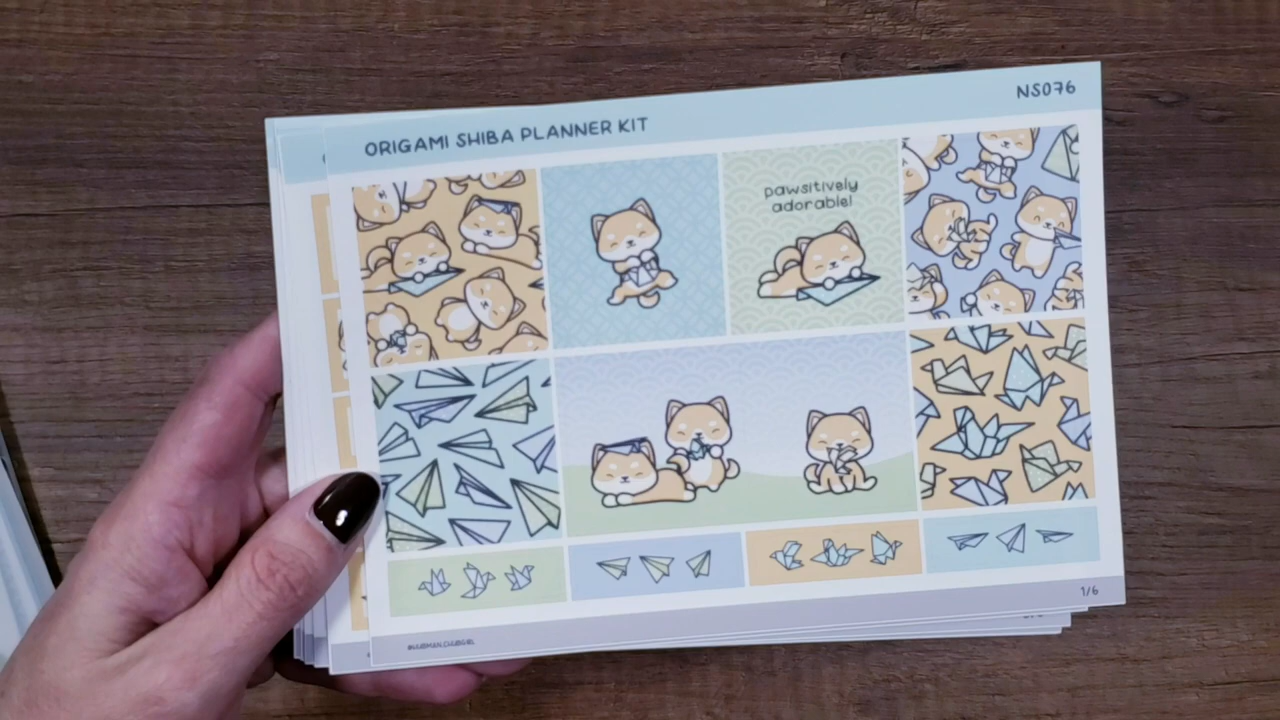 ORIGAMI SHIBA PLANNER KIT
NS076
pawsitively
adorable!
1/6